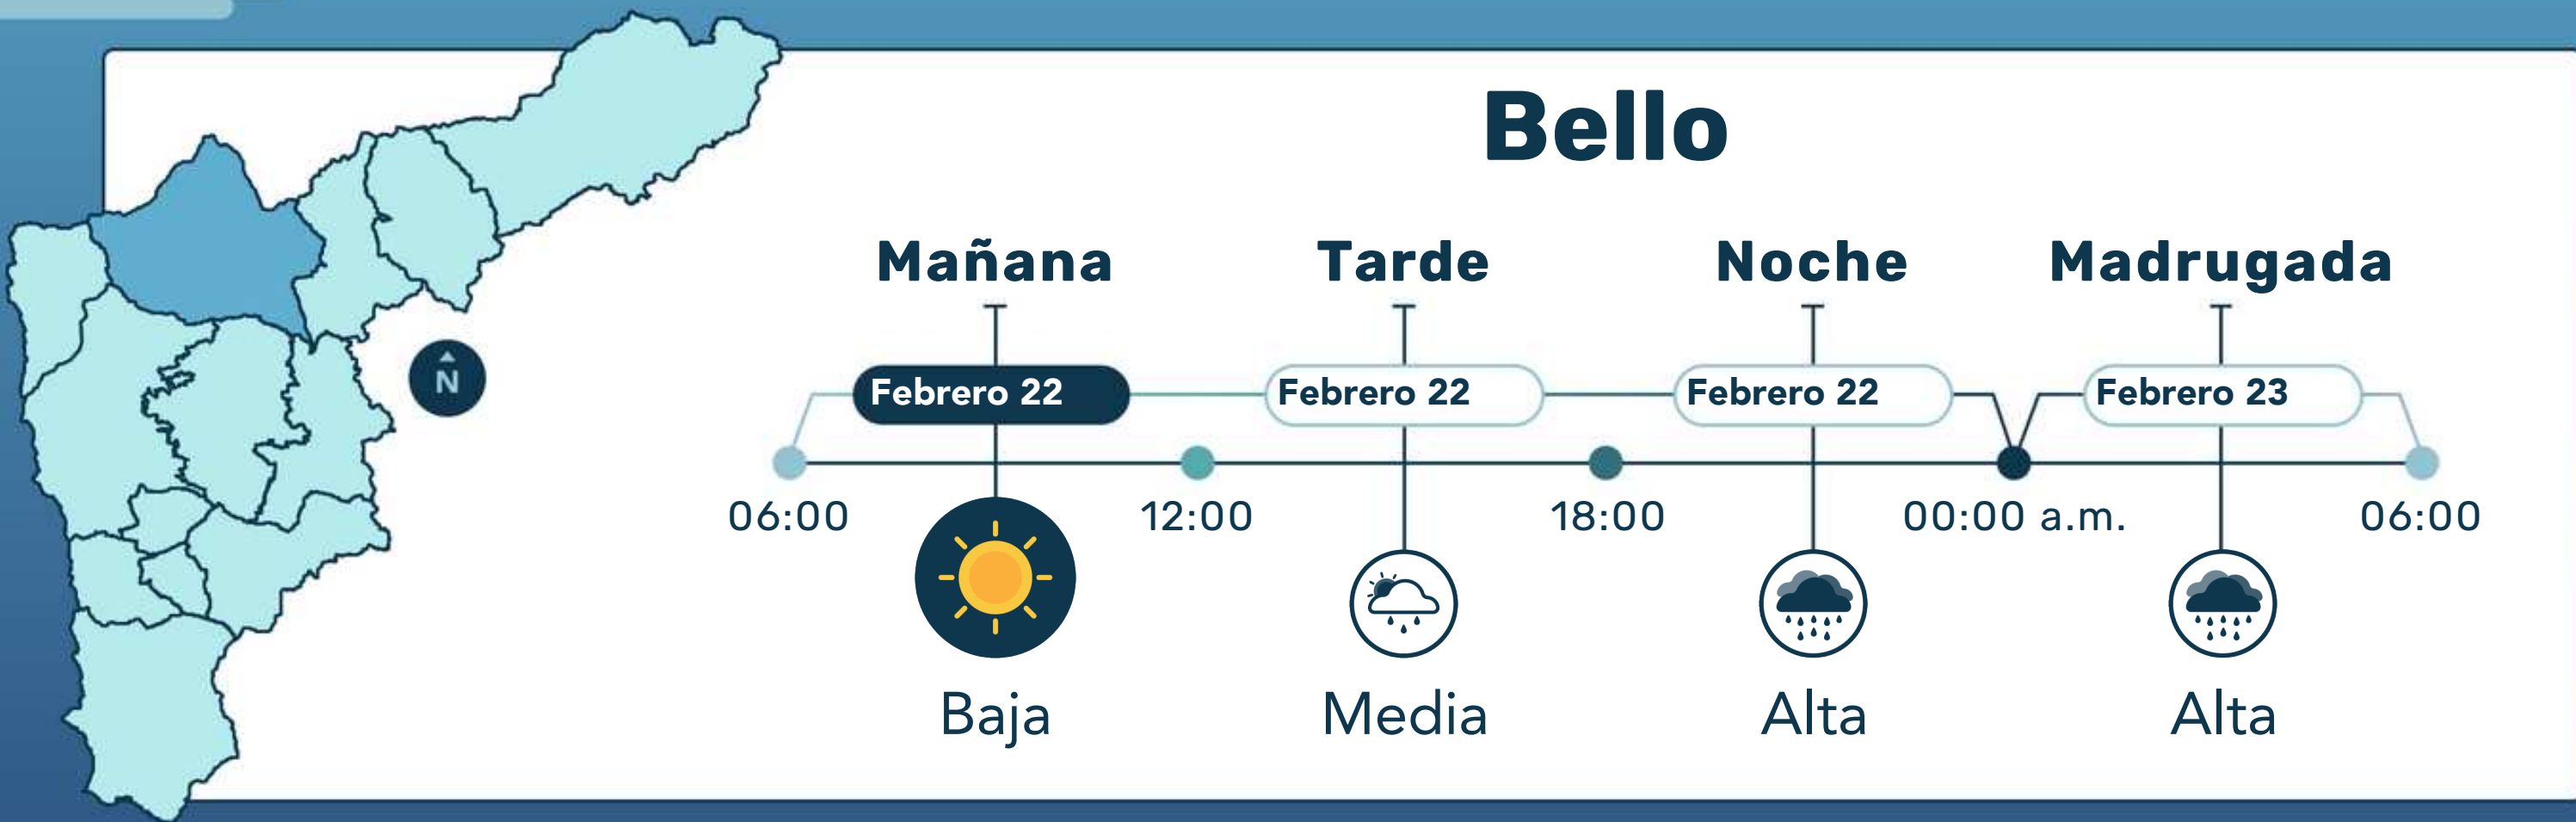 Bello
Mañana Tarde Noche Madrugada
N
Febrero 22 Febrero 22 Febrero 22 Febrero 23
06:00 12:00 18:00 00:00 a.m. 06:00
Baja Media Alta Alta